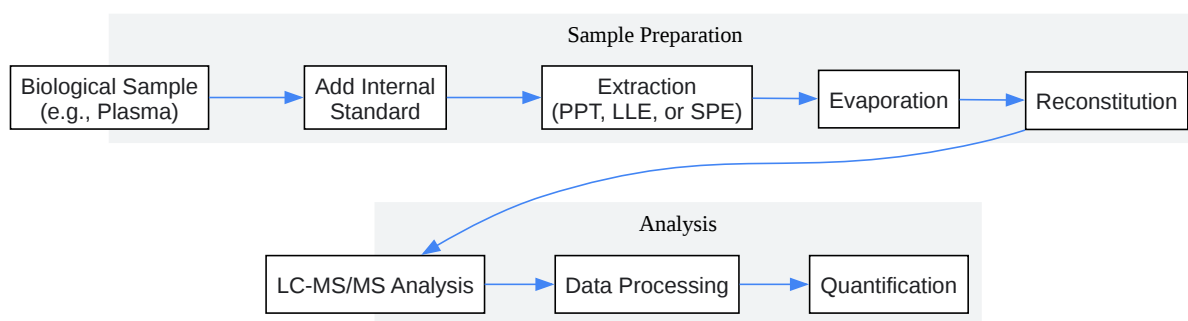 Sample Preparation
Biological Sample
(e.g., Plasma)
Add Internal
Standard
Extraction
(PPT, LLE, or SPE)
Evaporation
Reconstitution
Analysis
LC-MS/MS Analysis
Data Processing
Quantification